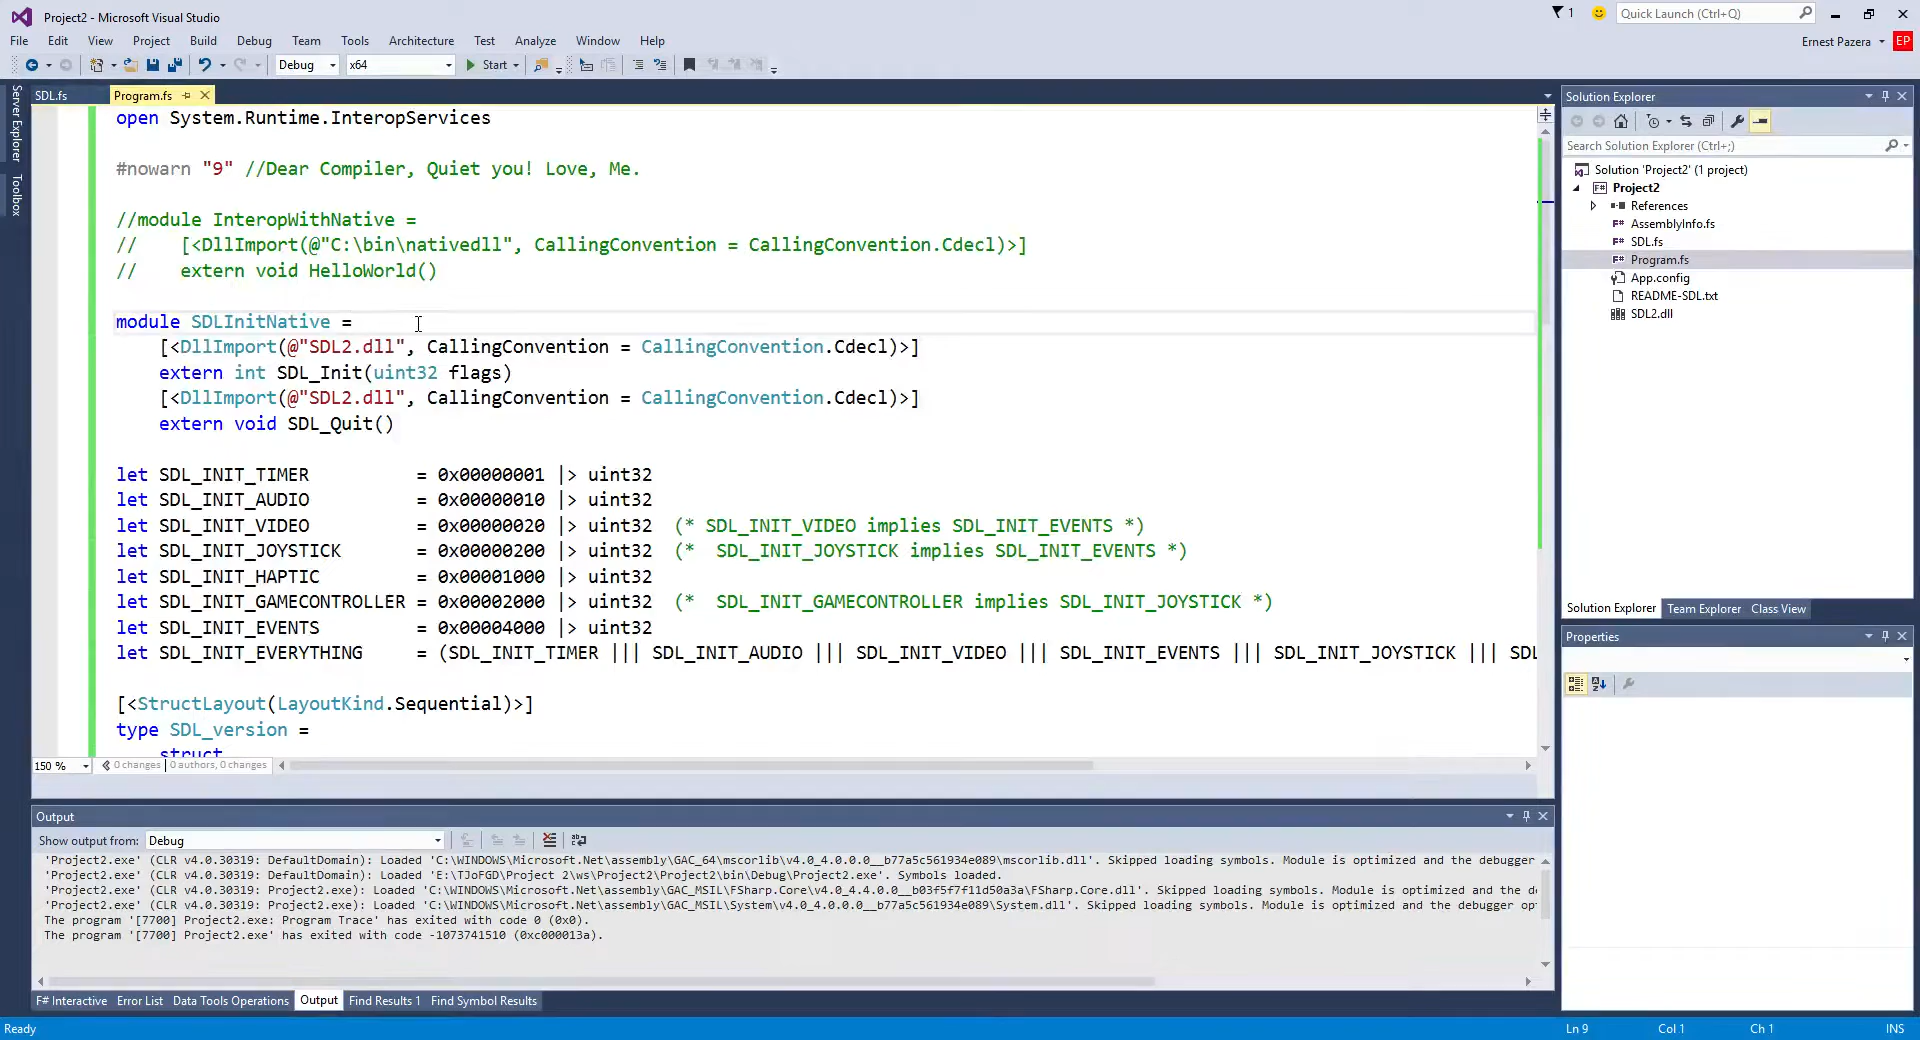 Project2 - Microsoft Visual Studio
1
Quick Launch (Ctrl+Q)
File Edit View Project Build Debug Team Tools Architecture Test Analyze Window Help
Ernest Pazera EP
Debug x64 Start
Server Explorer
Toolbox
SDL.fs Program.fs
open System.Runtime.InteropServices
#nowarn "9" //Dear Compiler, Quiet you! Love, Me.
//module InteropWithNative =
// [<DllImport(@"C:\bin\nativedll", CallingConvention = CallingConvention.Cdecl)>]
// extern void HelloWorld()
module SDLInitNative =
[<DllImport(@"SDL2.dll", CallingConvention = CallingConvention.Cdecl)>]
extern int SDL_Init(uint32 flags)
[<DllImport(@"SDL2.dll", CallingConvention = CallingConvention.Cdecl)>]
extern void SDL_Quit()
let SDL_INIT_TIMER = 0x00000001 |> uint32
let SDL_INIT_AUDIO = 0x00000010 |> uint32
let SDL_INIT_VIDEO = 0x00000020 |> uint32 (* SDL_INIT_VIDEO implies SDL_INIT_EVENTS *)
let SDL_INIT_JOYSTICK = 0x00000200 |> uint32 (* SDL_INIT_JOYSTICK implies SDL_INIT_EVENTS *)
let SDL_INIT_HAPTIC = 0x00001000 |> uint32
let SDL_INIT_GAMECONTROLLER = 0x00002000 |> uint32 (* SDL_INIT_GAMECONTROLLER implies SDL_INIT_JOYSTICK *)
let SDL_INIT_EVENTS = 0x00004000 |> uint32
let SDL_INIT_EVERYTHING = (SDL_INIT_TIMER ||| SDL_INIT_AUDIO ||| SDL_INIT_VIDEO ||| SDL_INIT_EVENTS ||| SDL_INIT_JOYSTICK ||| SDL
[<StructLayout(LayoutKind.Sequential)>]
type SDL_version =
struct
150 % 0 changes | 0 authors, 0 changes
Output
Show output from: Debug
'Project2.exe' (CLR v4.0.30319: DefaultDomain): Loaded 'C:\WINDOWS\Microsoft.Net\assembly\GAC_64\mscorlib\v4.0_4.0.0.0__b77a5c561934e089\mscorlib.dll'. Skipped loading symbols. Module is optimized and the debugger
'Project2.exe' (CLR v4.0.30319: DefaultDomain): Loaded 'E:\TJoFGD\Project 2\ws\Project2\Project2\bin\Debug\Project2.exe'. Symbols loaded.
'Project2.exe' (CLR v4.0.30319: Project2.exe): Loaded 'C:\WINDOWS\Microsoft.Net\assembly\GAC_MSIL\FSharp.Core\v4.0_4.4.0.0__b03f5f7f11d50a3a\FSharp.Core.dll'. Skipped loading symbols. Module is optimized and the d
'Project2.exe' (CLR v4.0.30319: Project2.exe): Loaded 'C:\WINDOWS\Microsoft.Net\assembly\GAC_MSIL\System\v4.0_4.0.0.0__b77a5c561934e089\System.dll'. Skipped loading symbols. Module is optimized and the debugger op
The program '[7700] Project2.exe: Program Trace' has exited with code 0 (0x0).
The program '[7700] Project2.exe' has exited with code -1073741510 (0xc000013a).
F# Interactive Error List Data Tools Operations Output Find Results 1 Find Symbol Results
Solution Explorer
Search Solution Explorer (Ctrl+;)
Solution 'Project2' (1 project)
Project2
References
AssemblyInfo.fs
SDL.fs
Program.fs
App.config
README-SDL.txt
SDL2.dll
Solution Explorer Team Explorer Class View
Properties
Ready Ln 9 Col 1 Ch 1 INS